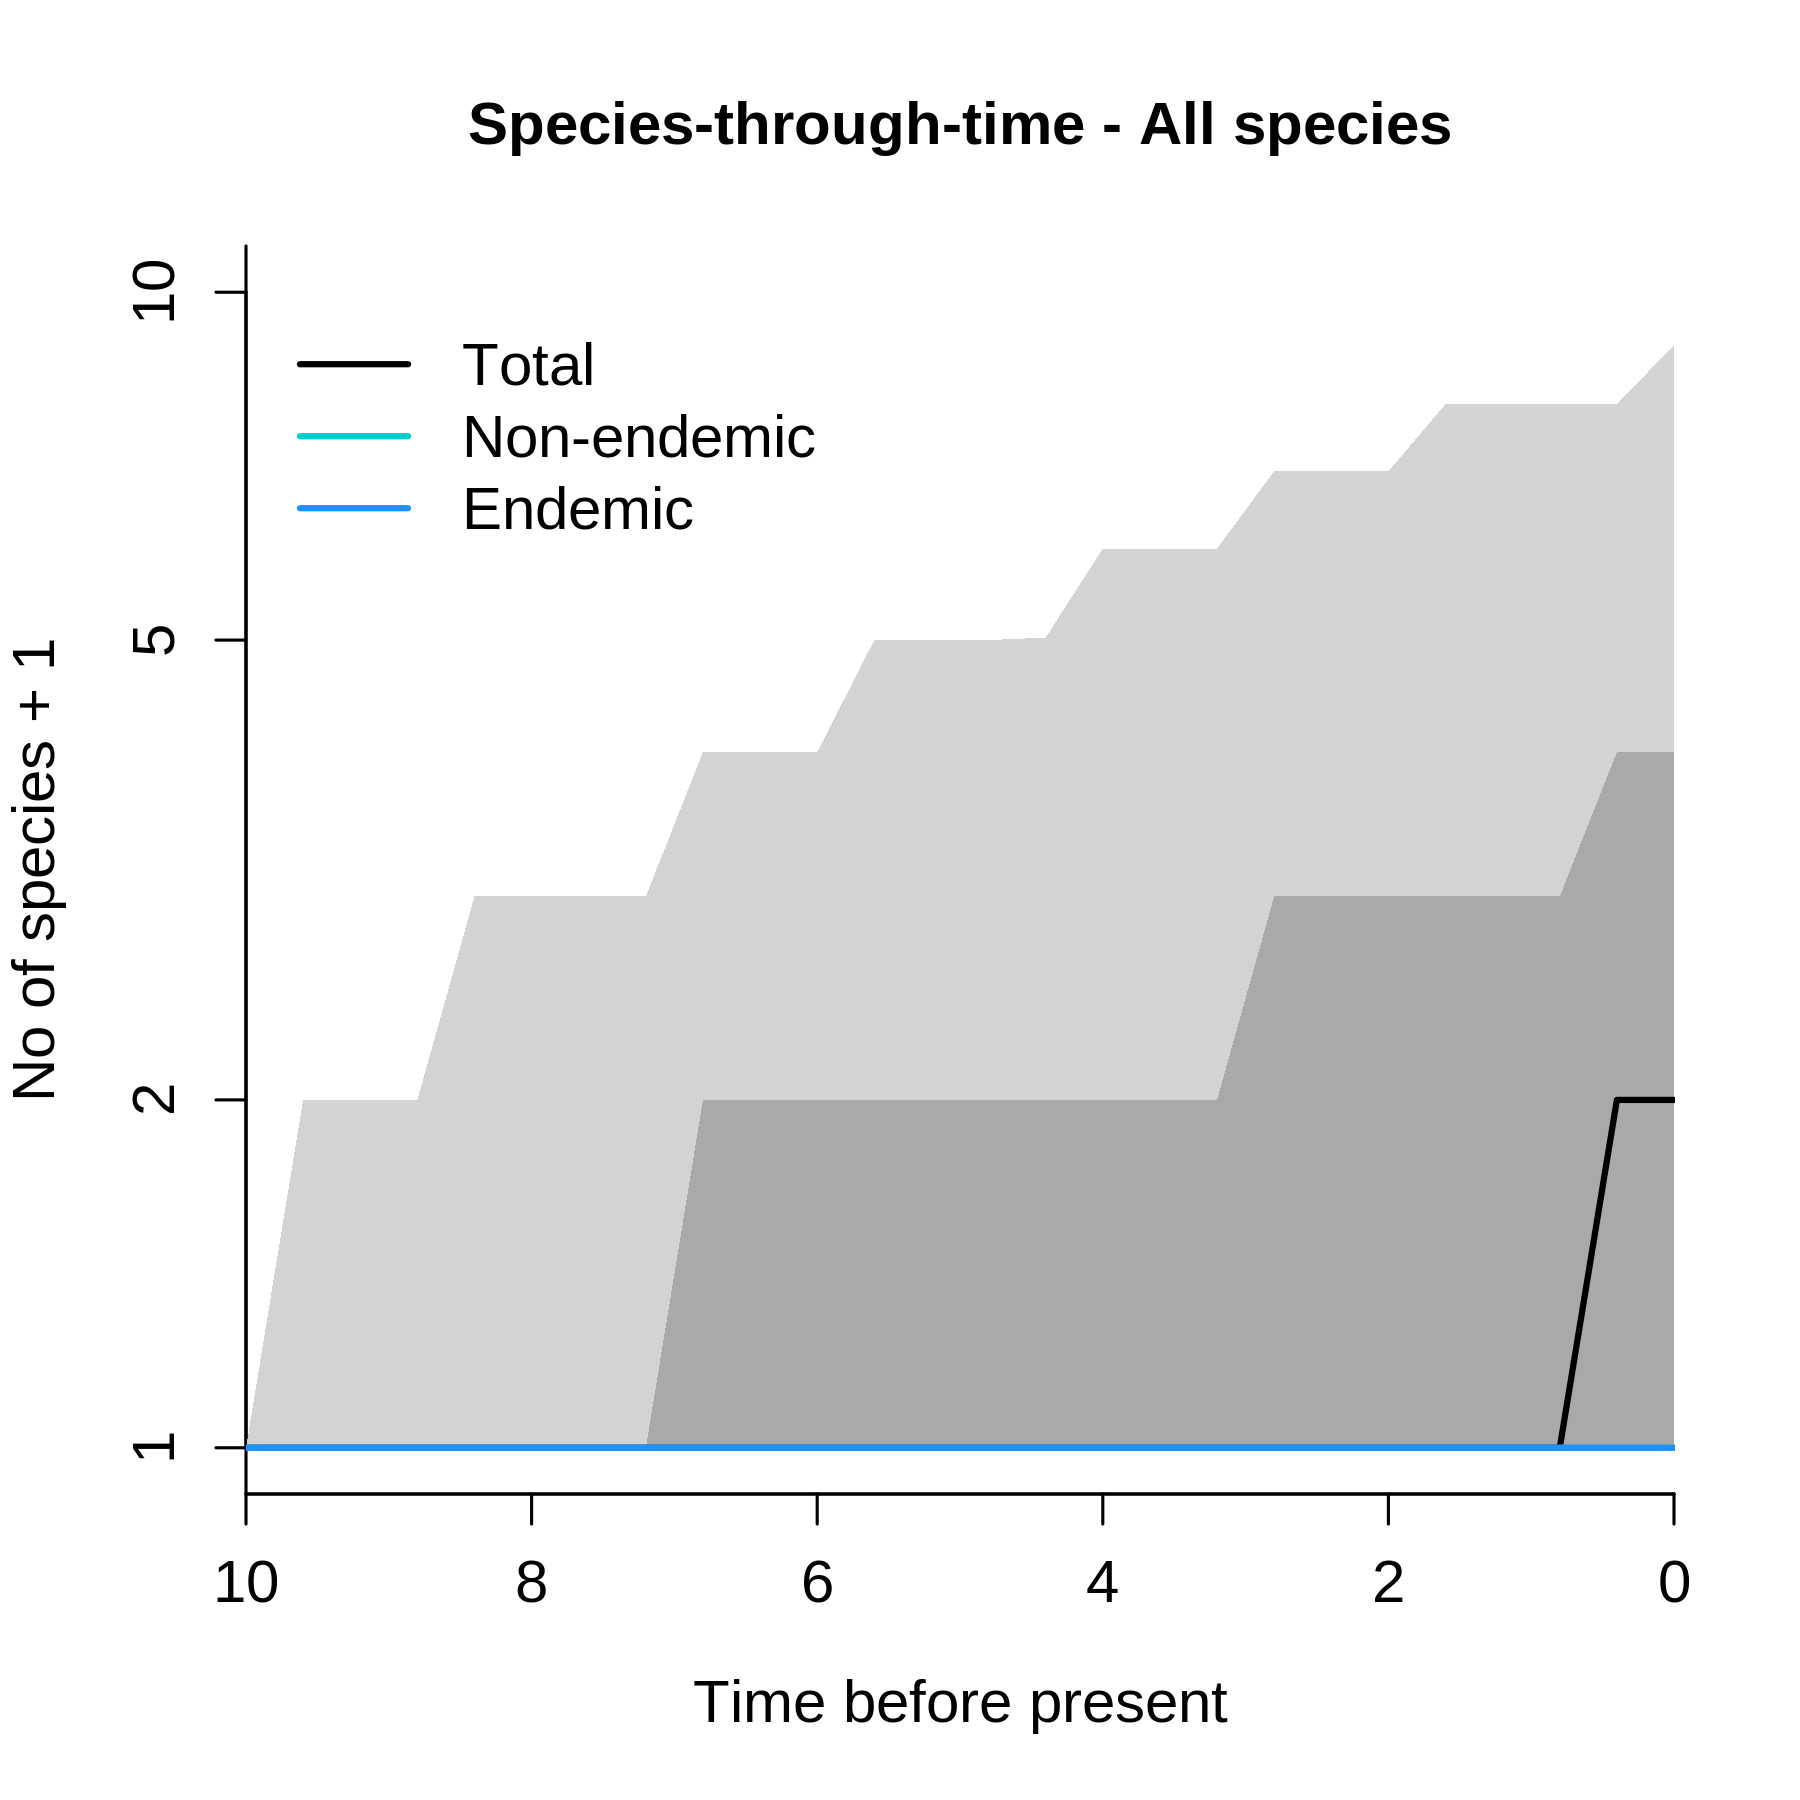 Species-through-time - All species
10
5
2
1
No of species + 1
Total
Non-endemic
Endemic
10 8 6 4 2 0
Time before present